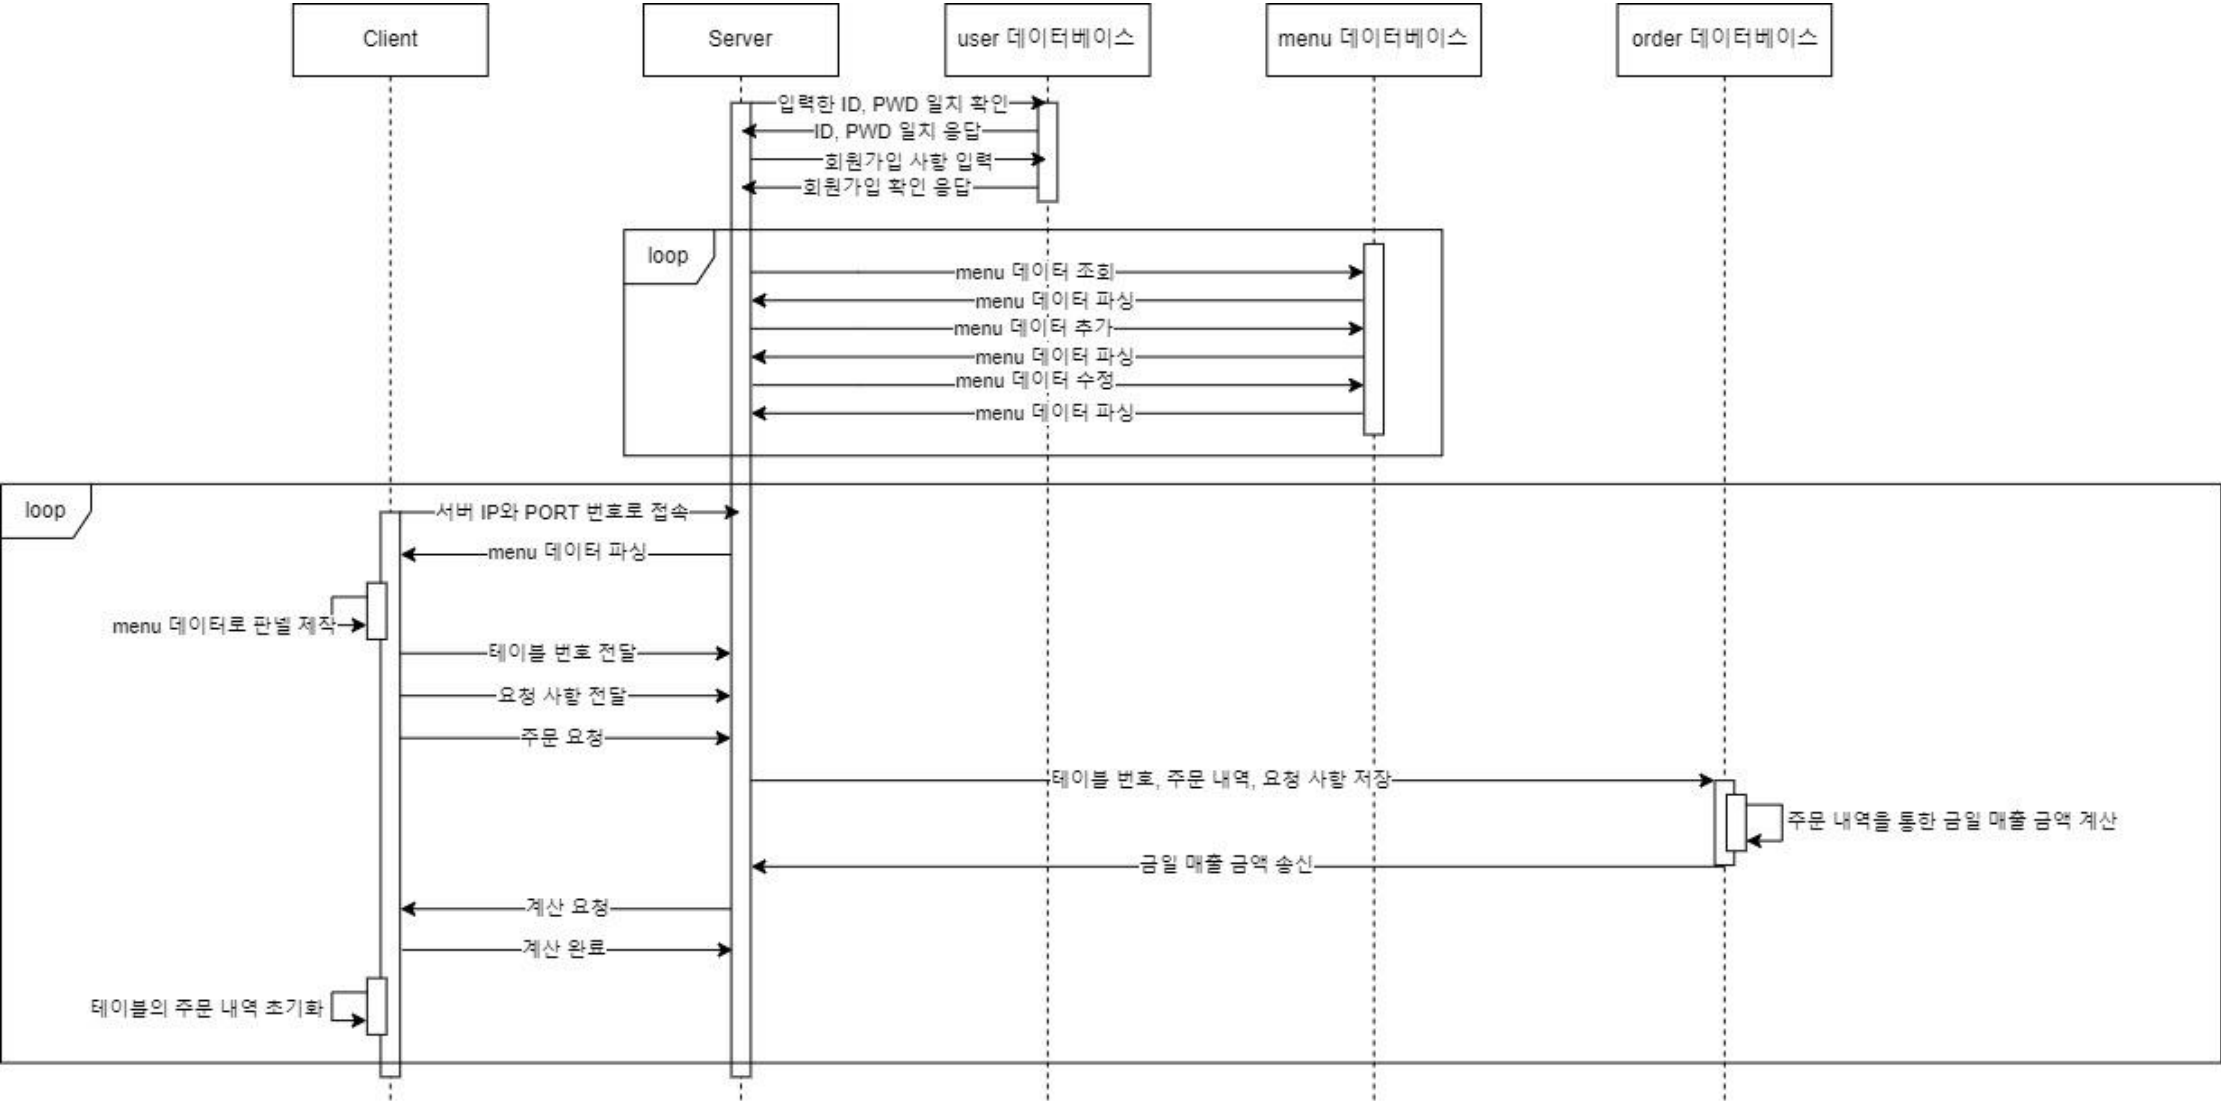 Client
Server
user 데이터베이스
menu 데이터베이스
order 데이터베이스
입력한 ID, PWD 일치 확인
ID, PWD 일치 응답
회원가입 사항 입력
회원가입 확인 응답
loop
menu 데이터 조회
menu 데이터 파싱
menu 데이터 추가
menu 데이터 파싱
menu 데이터 수정
menu 데이터 파싱
loop
서버 IP와 PORT 번호로 접속
menu 데이터 파싱
menu 데이터로 판넬 제작
테이블 번호 전달
요청 사항 전달
주문 요청
테이블 번호, 주문 내역, 요청 사항 저장
주문 내역을 통한 금일 매출 금액 계산
금일 매출 금액 송신
계산 요청
계산 완료
테이블의 주문 내역 초기화